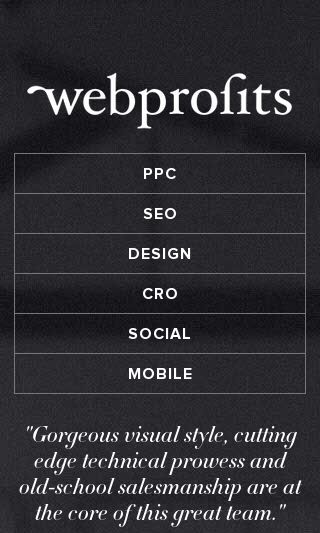 webprofits
PPC
SEO
DESIGN
CRO
SOCIAL
MOBILE
"Gorgeous visual style, cutting
edge technical prowess and
old-school salesmanship are at
the core of this great team."